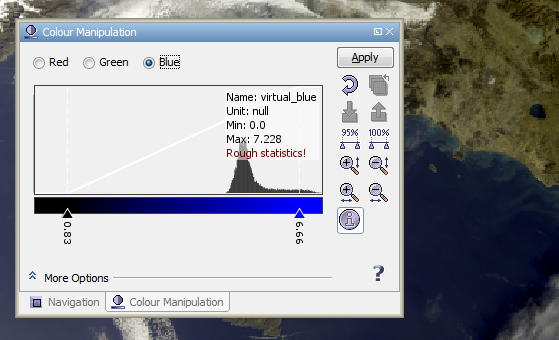 Colour Manipulation
Red
Green
Blue
Apply
Name: virtual_blue
Unit: null
Min: 0.0
Max: 7.228
Rough statistics!
95%
100%
0.83
6.66
More Options
?
Navigation
Colour Manipulation